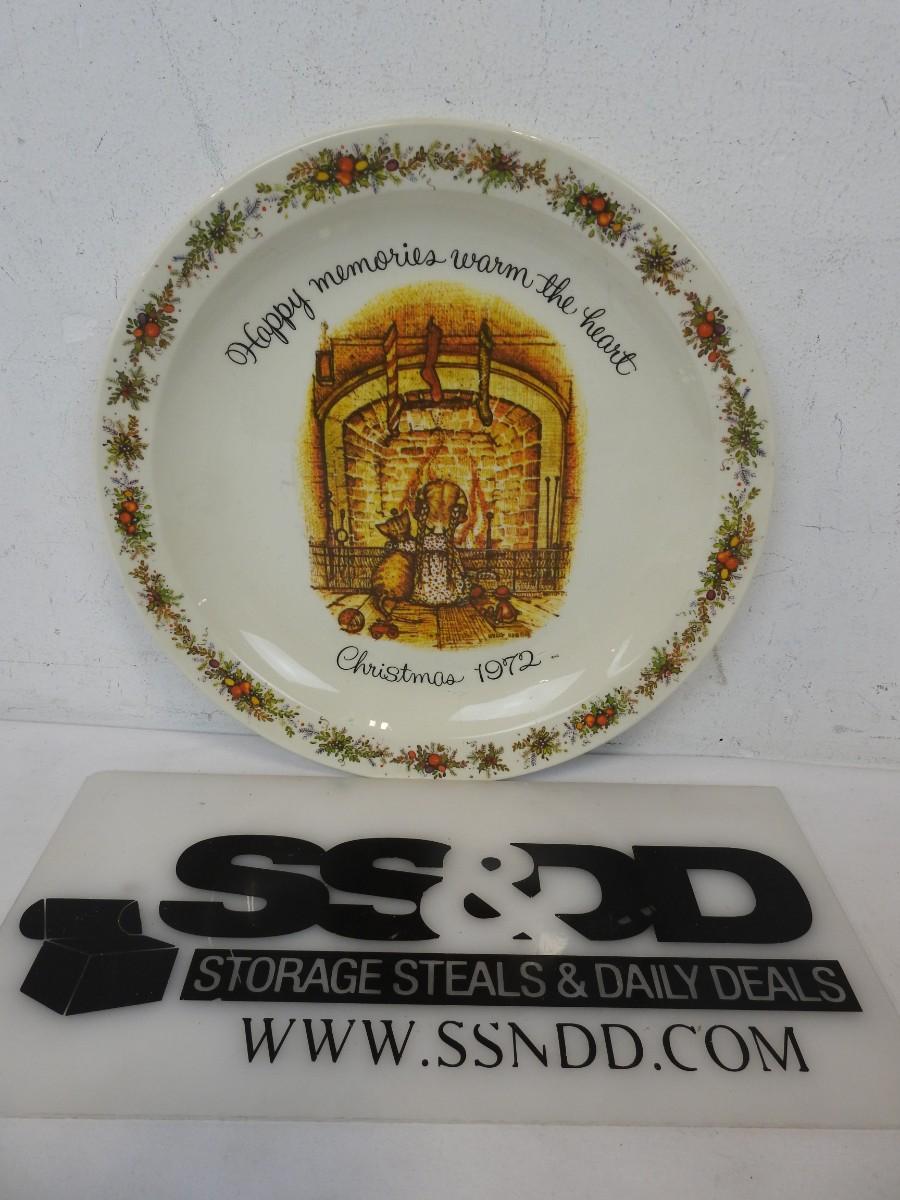 Happy memories warm the heart
Christmas 1972
SS&DD
STORAGE STEALS & DAILY DEALS
WWW.SSNDD.COM